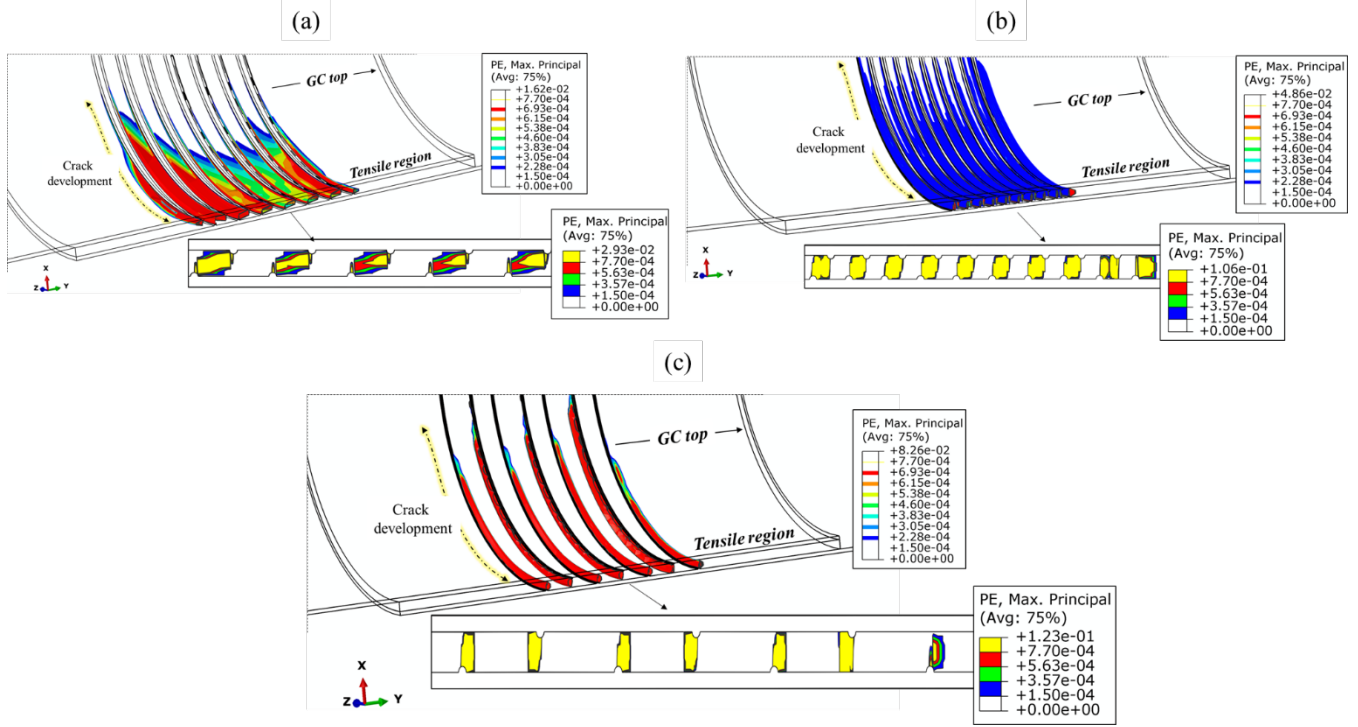 (a)
GC top
Crack
development
Tensile region
PE, Max. Principal
(Avg: 75%)
+1.62e-02
+7.70e-04
+6.93e-04
+6.15e-04
+5.38e-04
+4.60e-04
+3.83e-04
+3.05e-04
+2.28e-04
+1.50e-04
+0.00e+00
PE, Max. Principal
(Avg: 75%)
+2.93e-02
+7.70e-04
+5.63e-04
+3.57e-04
+1.50e-04
+0.00e+00
X
Z
Y
(b)
GC top
Crack
development
Tensile region
PE, Max. Principal
(Avg: 75%)
+4.86e-02
+7.70e-04
+6.93e-04
+6.15e-04
+5.38e-04
+4.60e-04
+3.83e-04
+3.05e-04
+2.28e-04
+1.50e-04
+0.00e+00
PE, Max. Principal
(Avg: 75%)
+1.06e-01
+7.70e-04
+5.63e-04
+3.57e-04
+1.50e-04
+0.00e+00
X
Z
Y
(c)
GC top
Crack
development
Tensile region
PE, Max. Principal
(Avg: 75%)
+8.26e-02
+7.70e-04
+6.93e-04
+6.15e-04
+5.38e-04
+4.60e-04
+3.83e-04
+3.05e-04
+2.28e-04
+1.50e-04
+0.00e+00
PE, Max. Principal
(Avg: 75%)
+1.23e-01
+7.70e-04
+5.63e-04
+3.57e-04
+1.50e-04
+0.00e+00
X
Z
Y